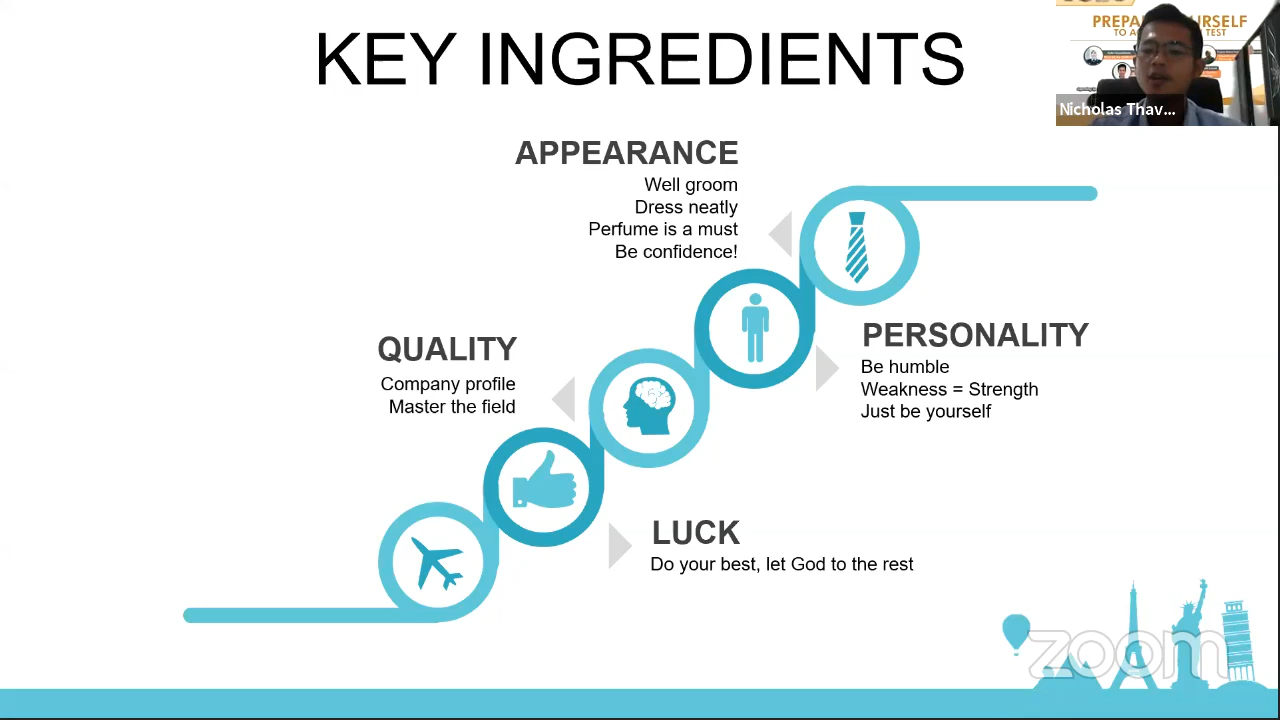 KEY INGREDIENTS
Nicholas Thav...
APPEARANCE
Well groom
Dress neatly
Perfume is a must
Be confidence!
PERSONALITY
Be humble
Weakness = Strength
Just be yourself
QUALITY
Company profile
Master the field
LUCK
Do your best, let God to the rest
zoom